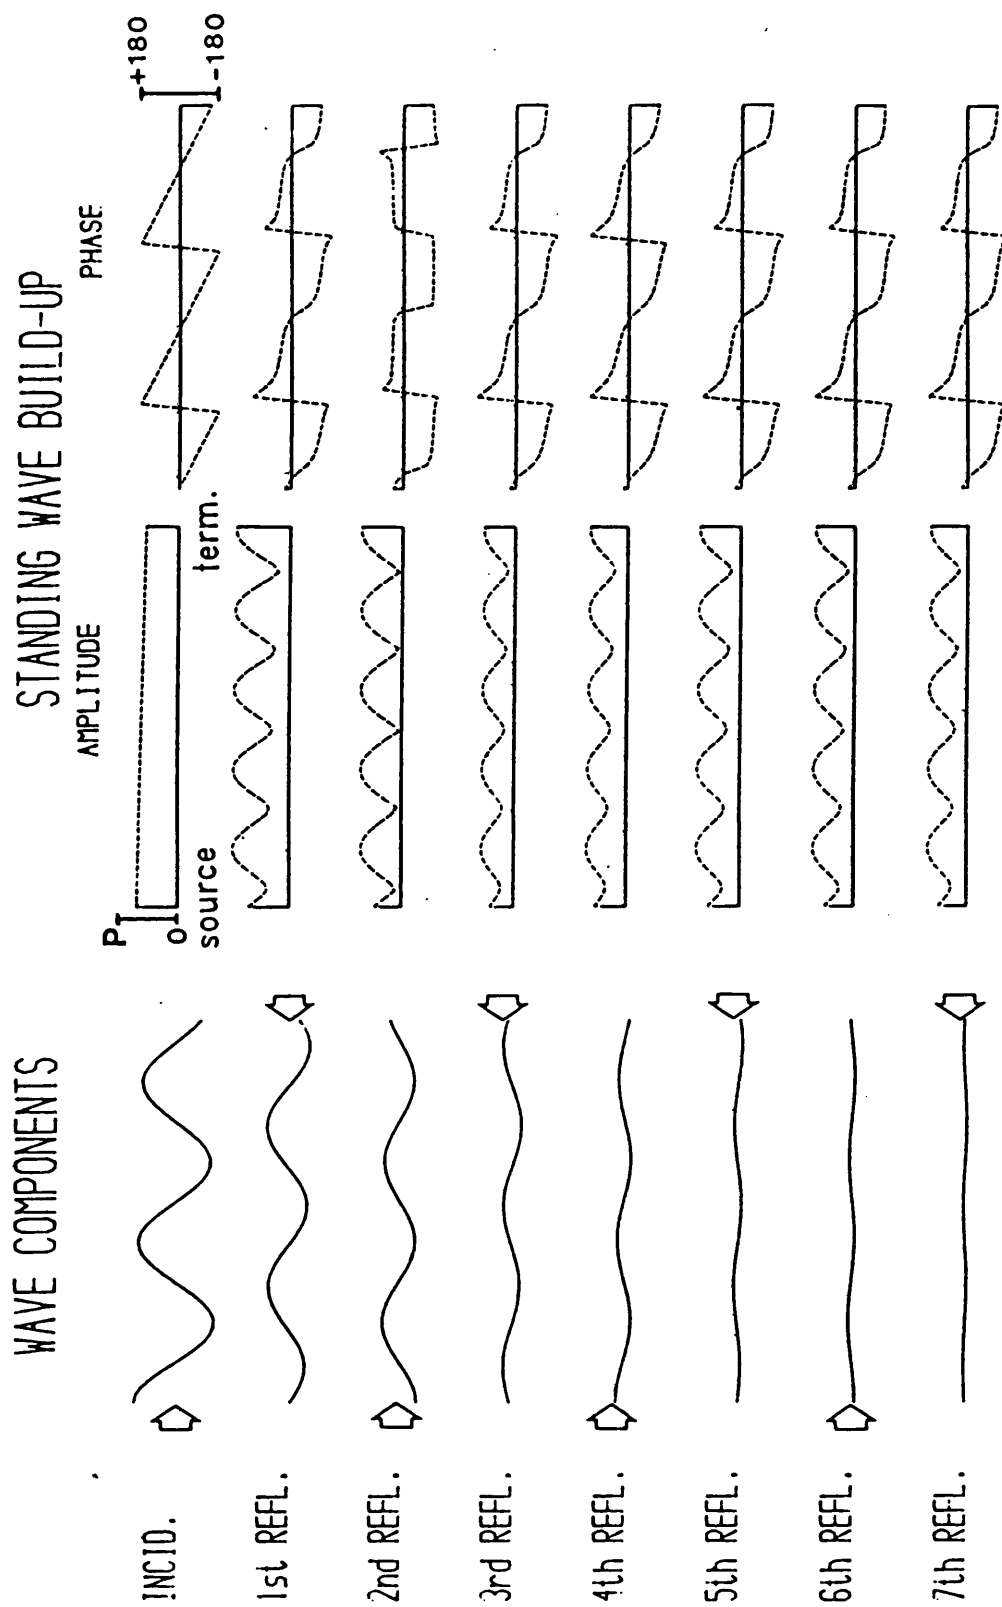 STANDING WAVE BUILD-UP
WAVE COMPONENTS
AMPLITUDE
PHASE
P
0
source
term.
+180
-180
INCID.
1st REFL.
2nd REFL.
3rd REFL.
4th REFL.
5th REFL.
6th REFL.
7th REFL.